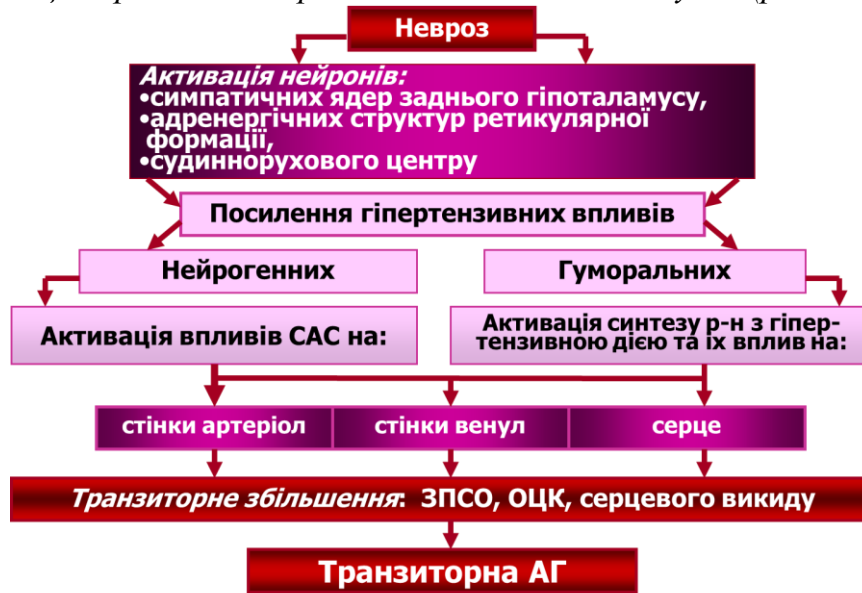 Невроз
Активація нейронів:
•симпатичних ядер заднього гіпоталамусу,
•адренергічних структур ретикулярної
формації,
•судиннорухового центру
Посилення гіпертензивних впливів
Нейрогенних
Гуморальних
Активація впливів САС на:
Активація синтезу р-н з гіпер-
тензивною дією та їх вплив на:
стінки артеріол
стінки венул
серце
Транзиторне збільшення: ЗПСО, ОЦК, серцевого викиду
Транзиторна АГ